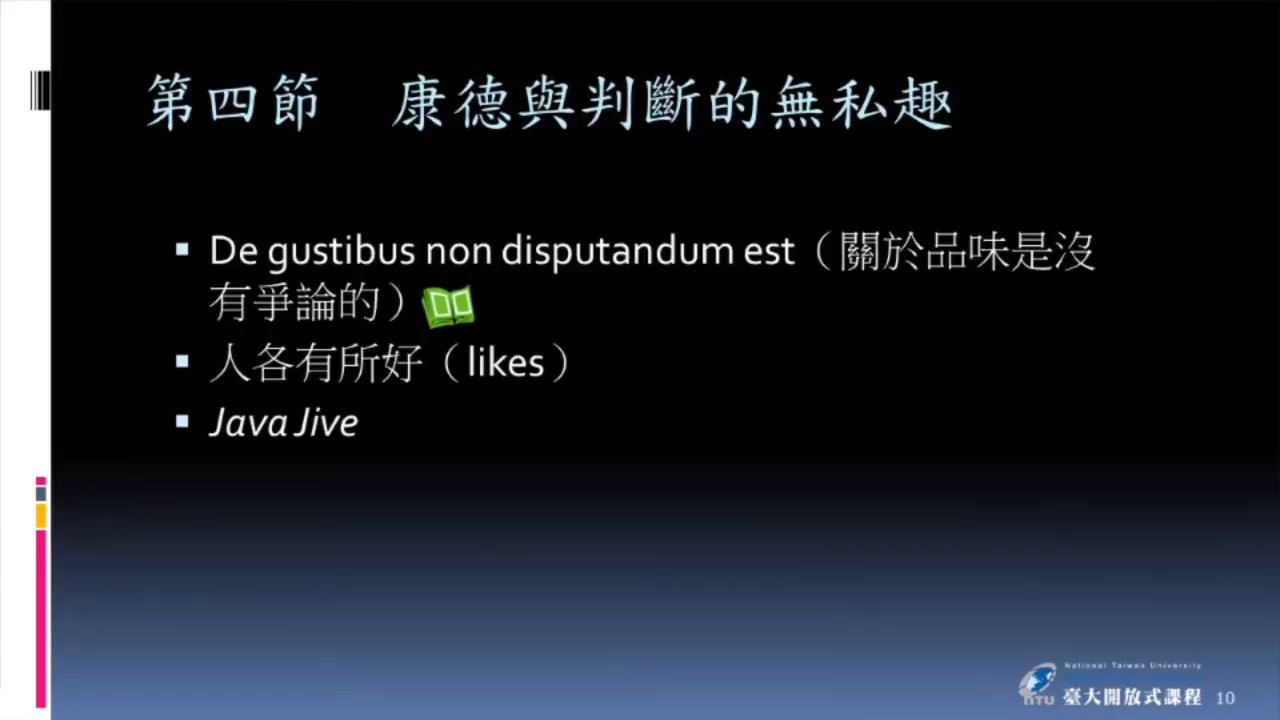 第四節　康德與判斷的無私趣
De gustibus non disputandum est（關於品味是沒
有爭論的）
人各有所好（likes）
Java Jive
National Taiwan University
NTU 臺大開放式課程 10